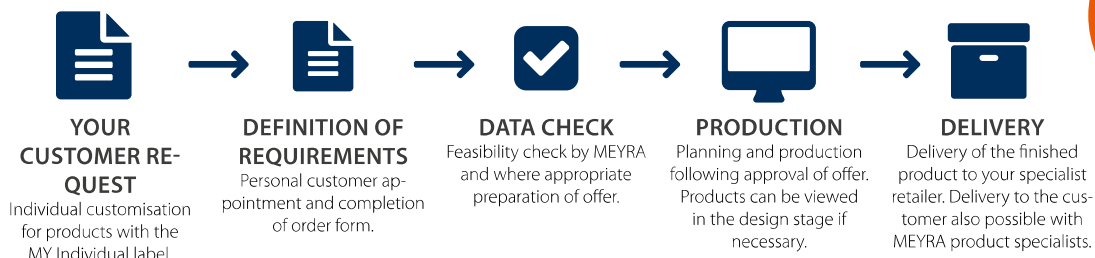 YOUR
CUSTOMER RE-
QUEST
Individual customisation
for products with the
MY Individual label
DEFINITION OF
REQUIREMENTS
Personal customer ap-
pointment and completion
of order form.
DATA CHECK
Feasibility check by MEYRA
and where appropriate
preparation of offer.
PRODUCTION
Planning and production
following approval of offer.
Products can be viewed
in the design stage if
necessary.
DELIVERY
Delivery of the finished
product to your specialist
retailer. Delivery to the cus-
tomer also possible with
MEYRA product specialists.